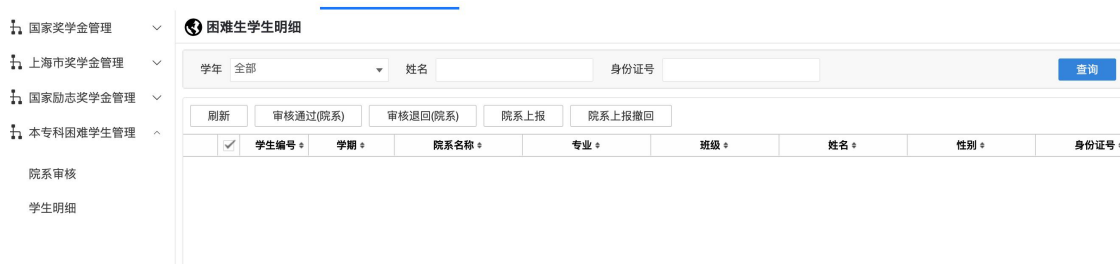 国家奖学金管理
上海市奖学金管理
国家励志奖学金管理
本专科困难学生管理
院系审核
学生明细
困难生学生明细
学年 全部 姓名 身份证号 查询
刷新 审核通过(院系) 审核退回(院系) 院系上报 院系上报撤回
学生编号 学期 院系名称 专业 班级 姓名 性别 身份证号